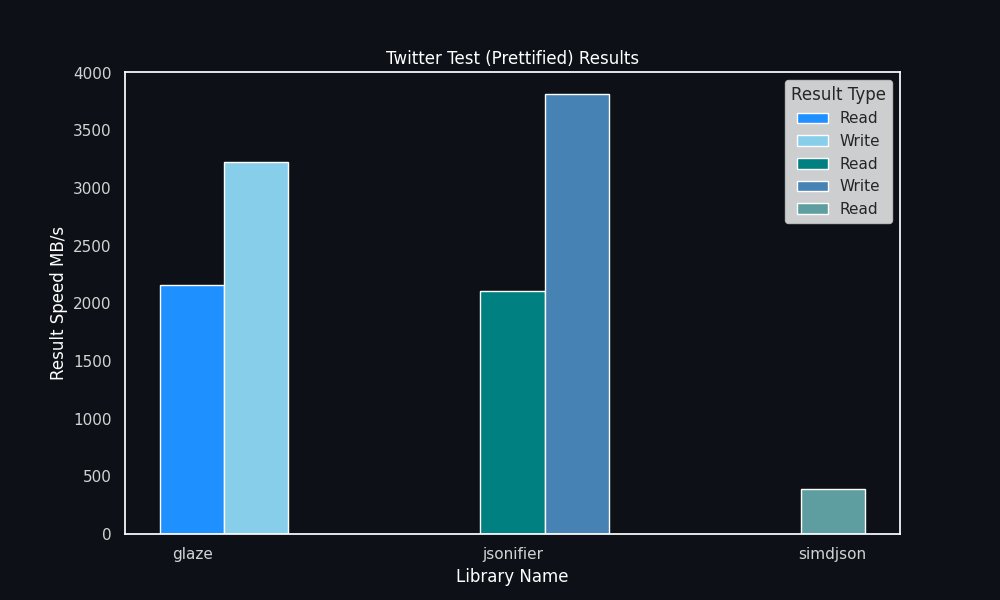 Twitter Test (Prettified) Results
4000
3500
3000
2500
2000
1500
1000
500
0
Result Speed MB/s
Result Type
Read
Write
Read
Write
Read
glaze
jsonifier
simdjson
Library Name